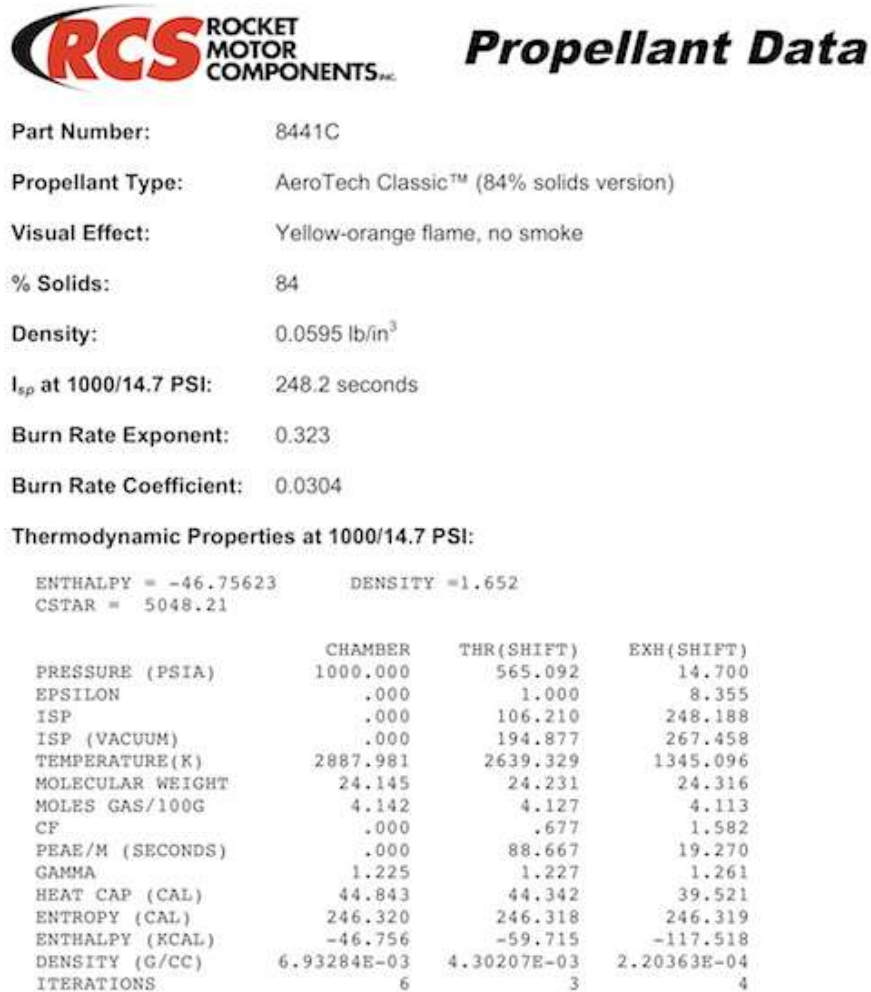 RCS ROCKET MOTOR COMPONENTS INC.
Propellant Data
Part Number: 8441C
Propellant Type: AeroTech Classic™ (84% solids version)
Visual Effect: Yellow-orange flame, no smoke
% Solids: 84
Density: 0.0595 lb/in³
Isp at 1000/14.7 PSI: 248.2 seconds
Burn Rate Exponent: 0.323
Burn Rate Coefficient: 0.0304
Thermodynamic Properties at 1000/14.7 PSI:
ENTHALPY = -46.75623 DENSITY =1.652
CSTAR = 5048.21
CHAMBER THR(SHIFT) EXH(SHIFT)
PRESSURE (PSIA) 1000.000 565.092 14.700
EPSILON .000 1.000 8.355
ISP .000 106.210 248.188
ISP (VACUUM) .000 194.877 267.458
TEMPERATURE(K) 2887.981 2639.329 1345.096
MOLECULAR WEIGHT 24.145 24.231 24.316
MOLES GAS/100G 4.142 4.127 4.113
CF .000 .677 1.582
PEAE/M (SECONDS) .000 88.667 19.270
GAMMA 1.225 1.227 1.261
HEAT CAP (CAL) 44.843 44.342 39.521
ENTROPY (CAL) 246.320 246.318 246.319
ENTHALPY (KCAL) -46.756 -59.715 -117.518
DENSITY (G/CC) 6.93284E-03 4.30207E-03 2.20363E-04
ITERATIONS 6 3 4